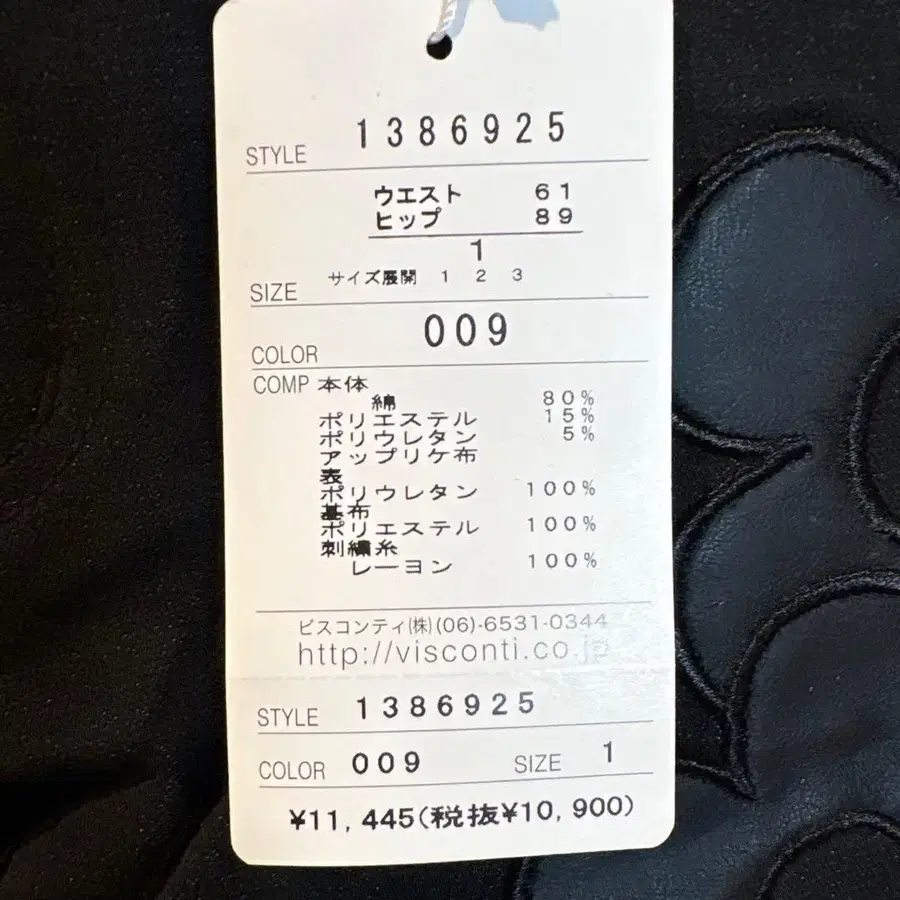 STYLE 1386925
ウエスト 61
ヒップ 89
1
サイズ展開 1 2 3
SIZE
COLOR 009
COMP 本体
綿 80%
ポリエステル 15%
ポリウレタン 5%
アップリケ布
表
ポリウレタン 100%
基布
ポリエステル 100%
刺繍糸
レーヨン 100%
ビスコンティ(株)(06)-6531-0344
http://visconti.co.jp
STYLE 1386925
COLOR 009 SIZE 1
¥11,445(税抜¥10,900)